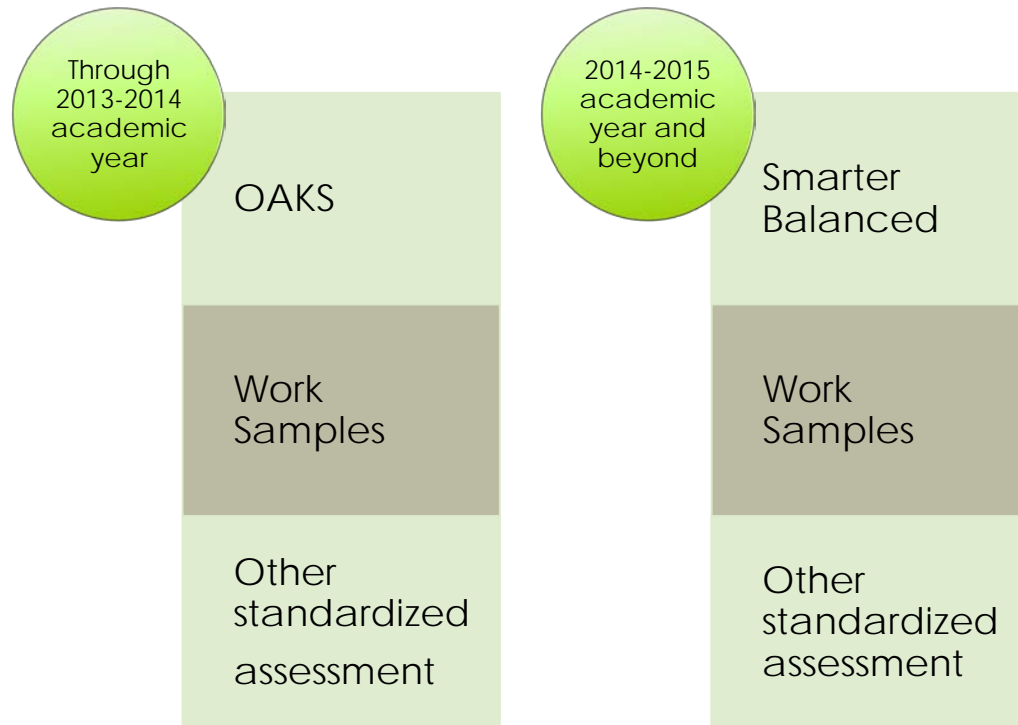 Through
2013-2014
academic
year
OAKS
Work
Samples
Other
standardized
assessment
2014-2015
academic
year and
beyond
Smarter
Balanced
Work
Samples
Other
standardized
assessment